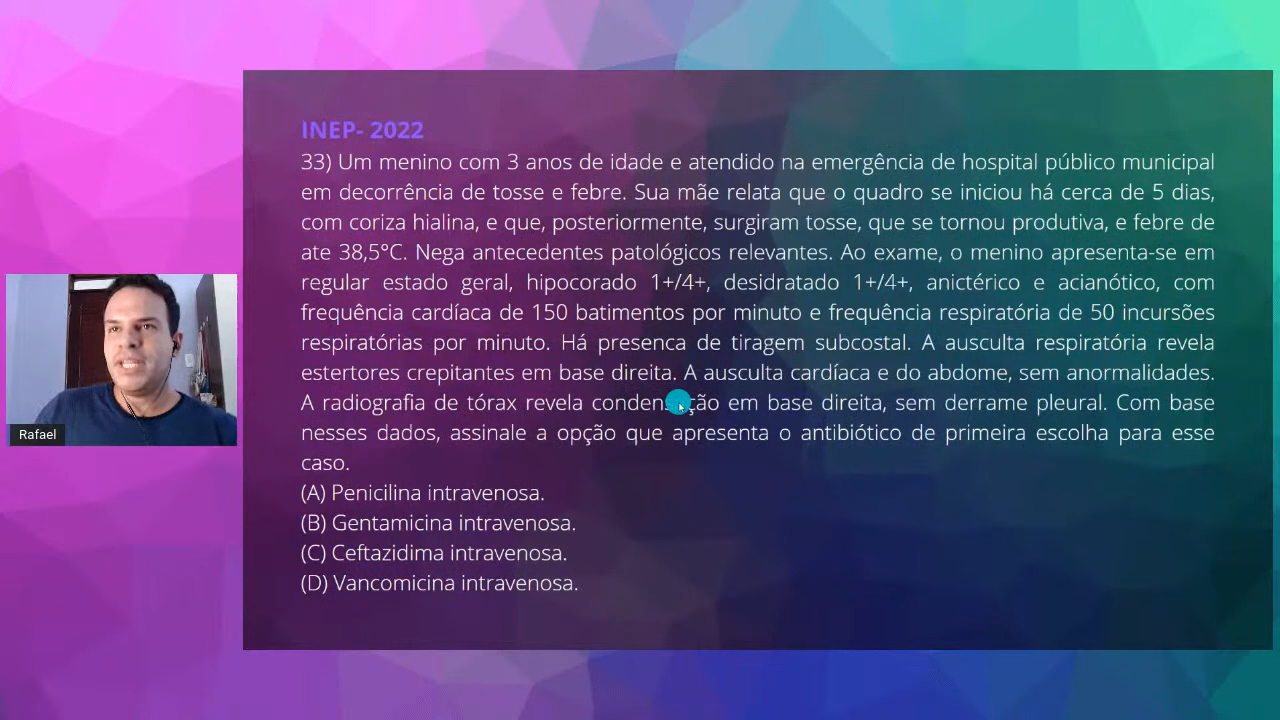 INEP- 2022
33) Um menino com 3 anos de idade e atendido na emergência de hospital público municipal
em decorrência de tosse e febre. Sua mãe relata que o quadro se iniciou há cerca de 5 dias,
com coriza hialina, e que, posteriormente, surgiram tosse, que se tornou produtiva, e febre de
ate 38,5°C. Nega antecedentes patológicos relevantes. Ao exame, o menino apresenta-se em
regular estado geral, hipocorado 1+/4+, desidratado 1+/4+, anictérico e acianótico, com
frequência cardíaca de 150 batimentos por minuto e frequência respiratória de 50 incursões
respiratórias por minuto. Há presenca de tiragem subcostal. A ausculta respiratória revela
estertores crepitantes em base direita. A ausculta cardíaca e do abdome, sem anormalidades.
A radiografia de tórax revela condensação em base direita, sem derrame pleural. Com base
nesses dados, assinale a opção que apresenta o antibiótico de primeira escolha para esse
caso.
(A) Penicilina intravenosa.
(B) Gentamicina intravenosa.
(C) Ceftazidima intravenosa.
(D) Vancomicina intravenosa.
Rafael